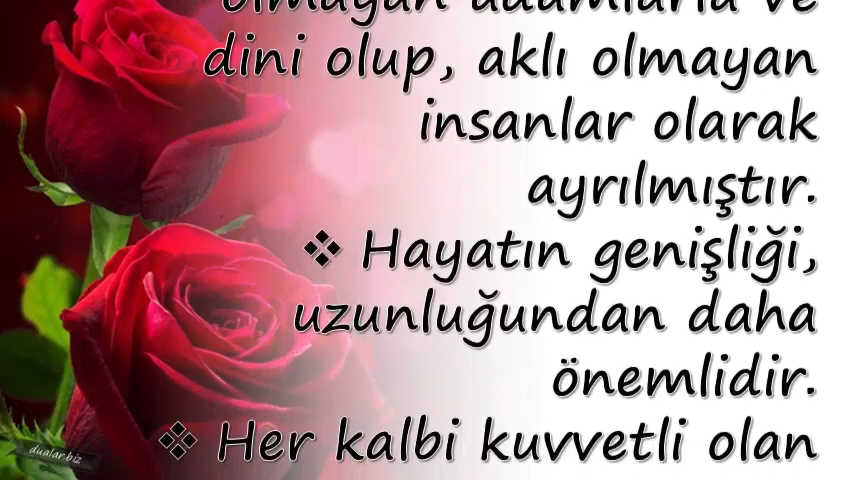 olmayan adamlarla ve
dini olup, aklı olmayan
insanlar olarak
ayrılmıştır.
❖ Hayatın genişliği,
uzunluğundan daha
önemlidir.
❖ Her kalbi kuvvetli olan
dualar.biz